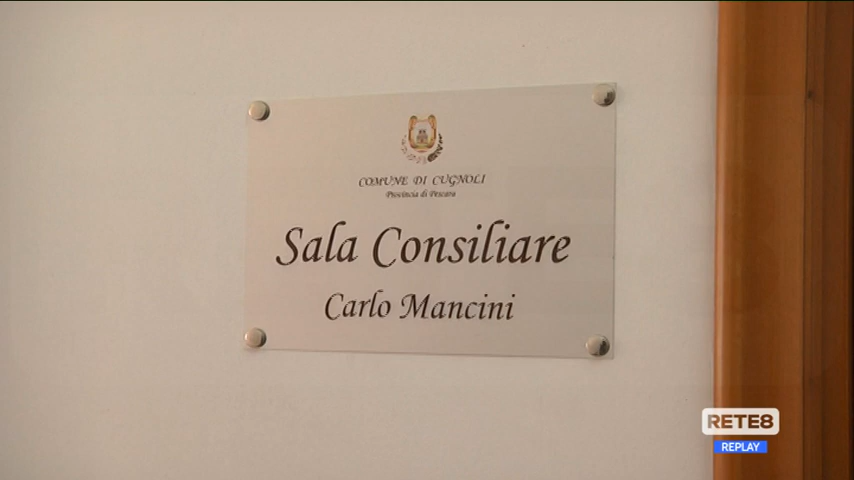 COMUNE DI CUGNOLI
Provincia di Pescara
Sala Consiliare
Carlo Mancini
RETE8
REPLAY